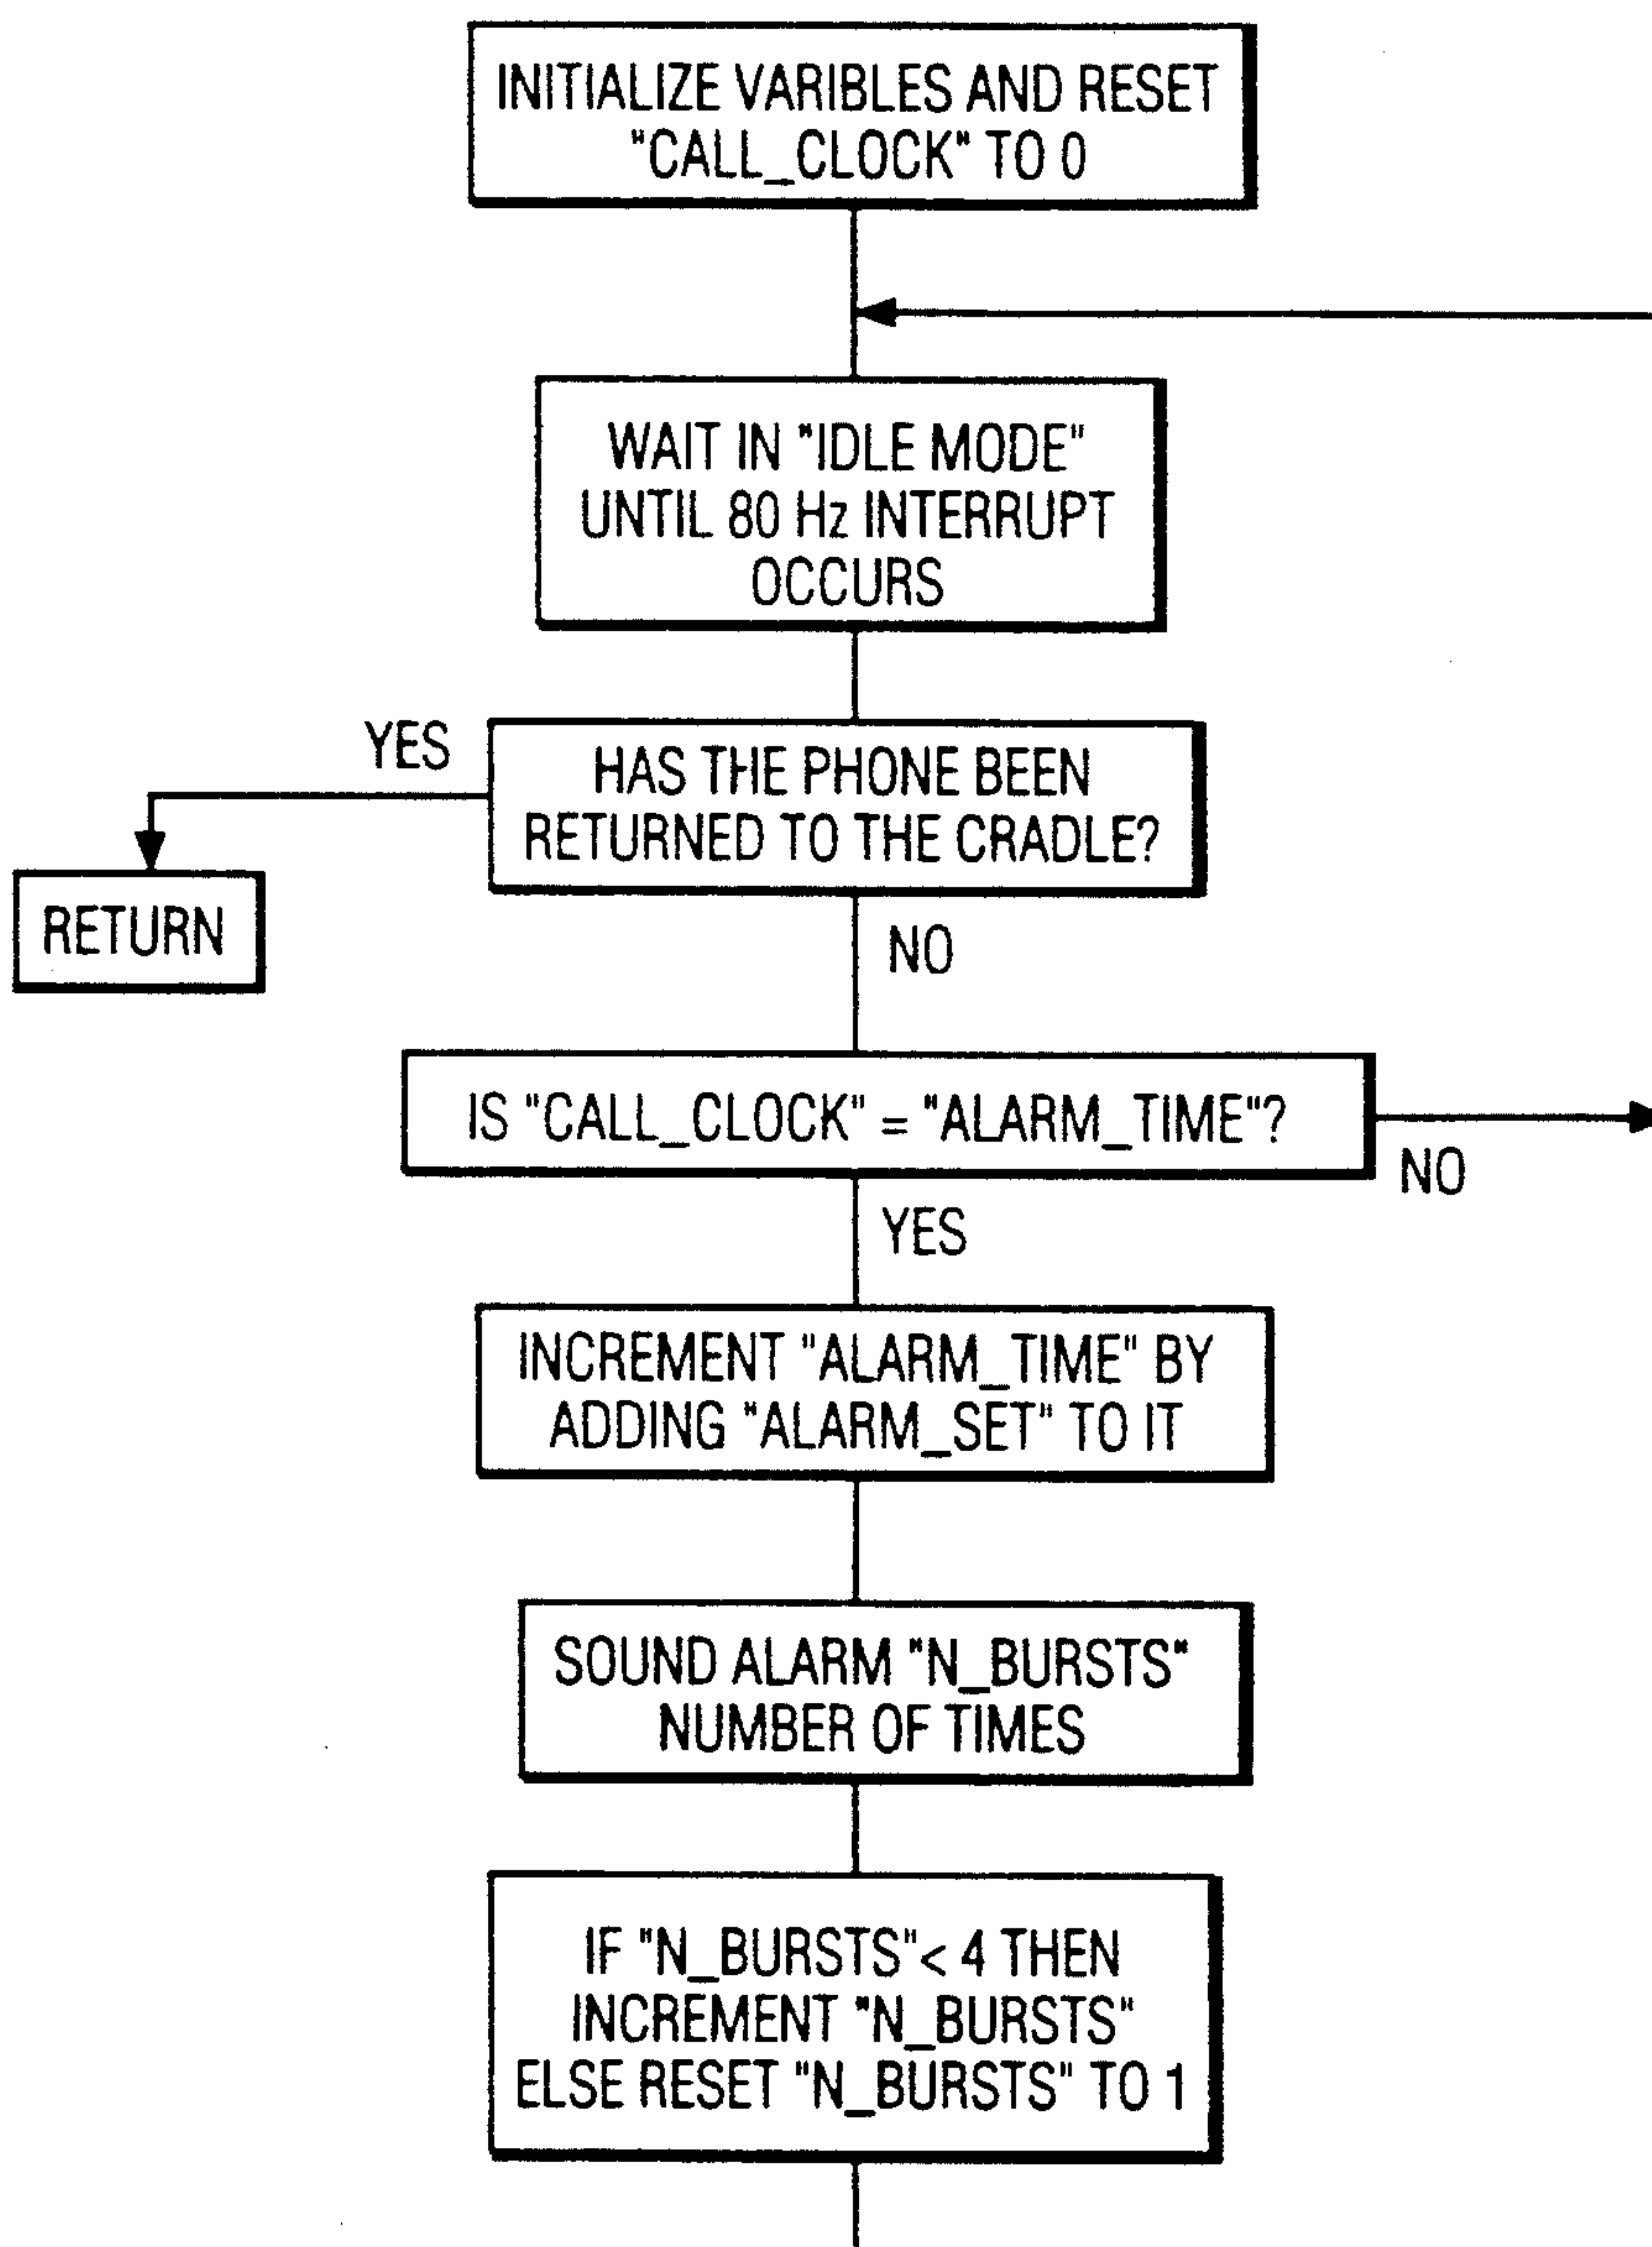 INITIALIZE VARIBLES AND RESET
"CALL_CLOCK" TO 0
WAIT IN "IDLE MODE"
UNTIL 80 Hz INTERRUPT
OCCURS
YES
HAS THE PHONE BEEN
RETURNED TO THE CRADLE?
RETURN
NO
IS "CALL_CLOCK" = "ALARM_TIME"?
NO
YES
INCREMENT "ALARM_TIME" BY
ADDING "ALARM_SET" TO IT
SOUND ALARM "N_BURSTS"
NUMBER OF TIMES
IF "N_BURSTS"< 4 THEN
INCREMENT "N_BURSTS"
ELSE RESET "N_BURSTS" TO 1